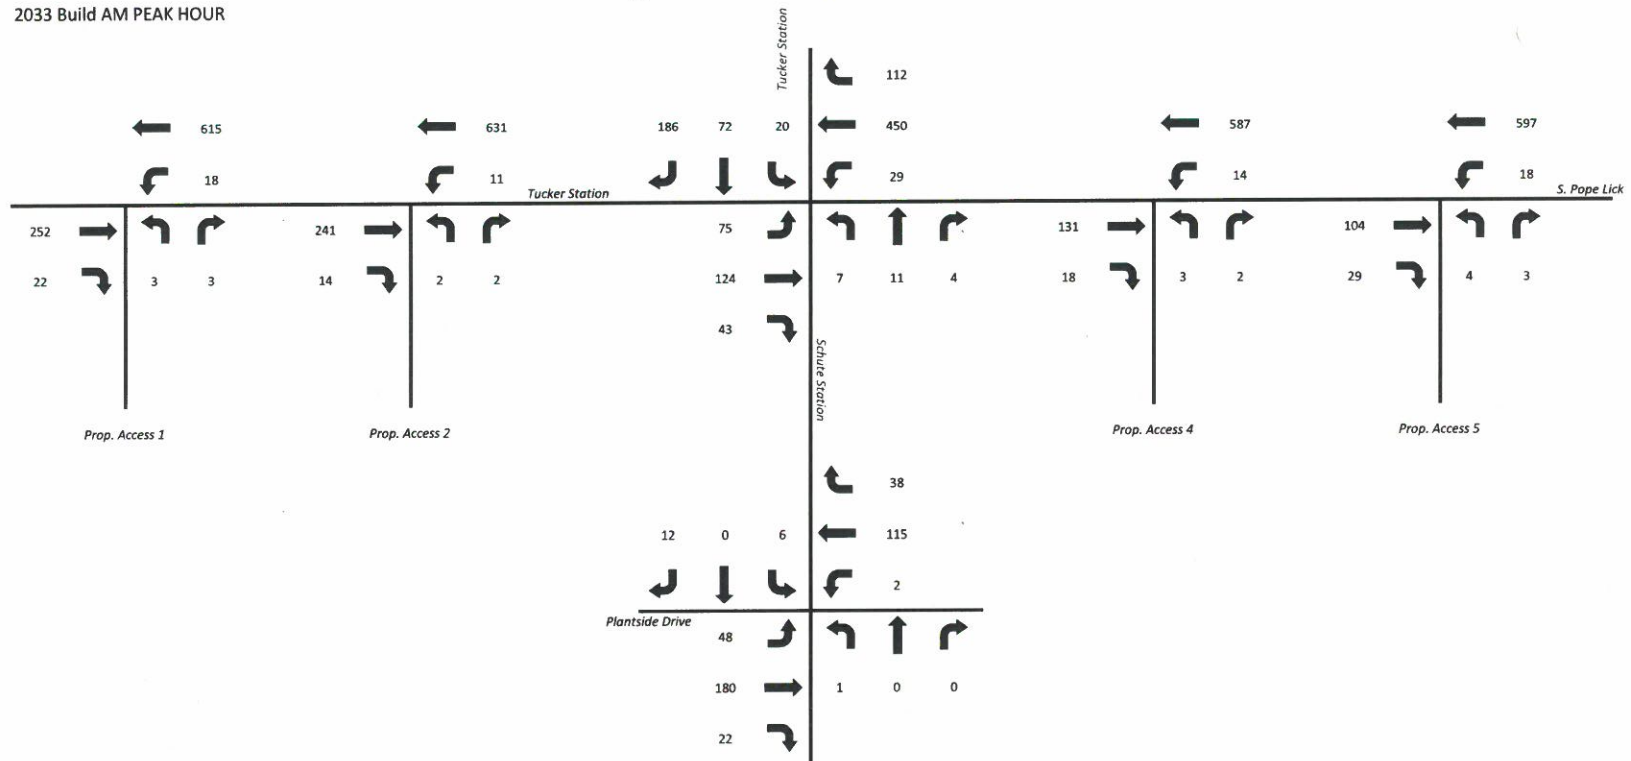 2033 Build AM PEAK HOUR
Tucker Station
112
615
631
186 72 20
450
587
597
18
11
29
14
18
Tucker Station
S. Pope Lick
252
241
75
131
104
22
3 3
14
2 2
124
7 11 4
18
3 2
29
4 3
43
Schute Station
Prop. Access 1
Prop. Access 2
Prop. Access 4
Prop. Access 5
38
12 0 6
115
2
Plantside Drive
48
180
1 0 0
22